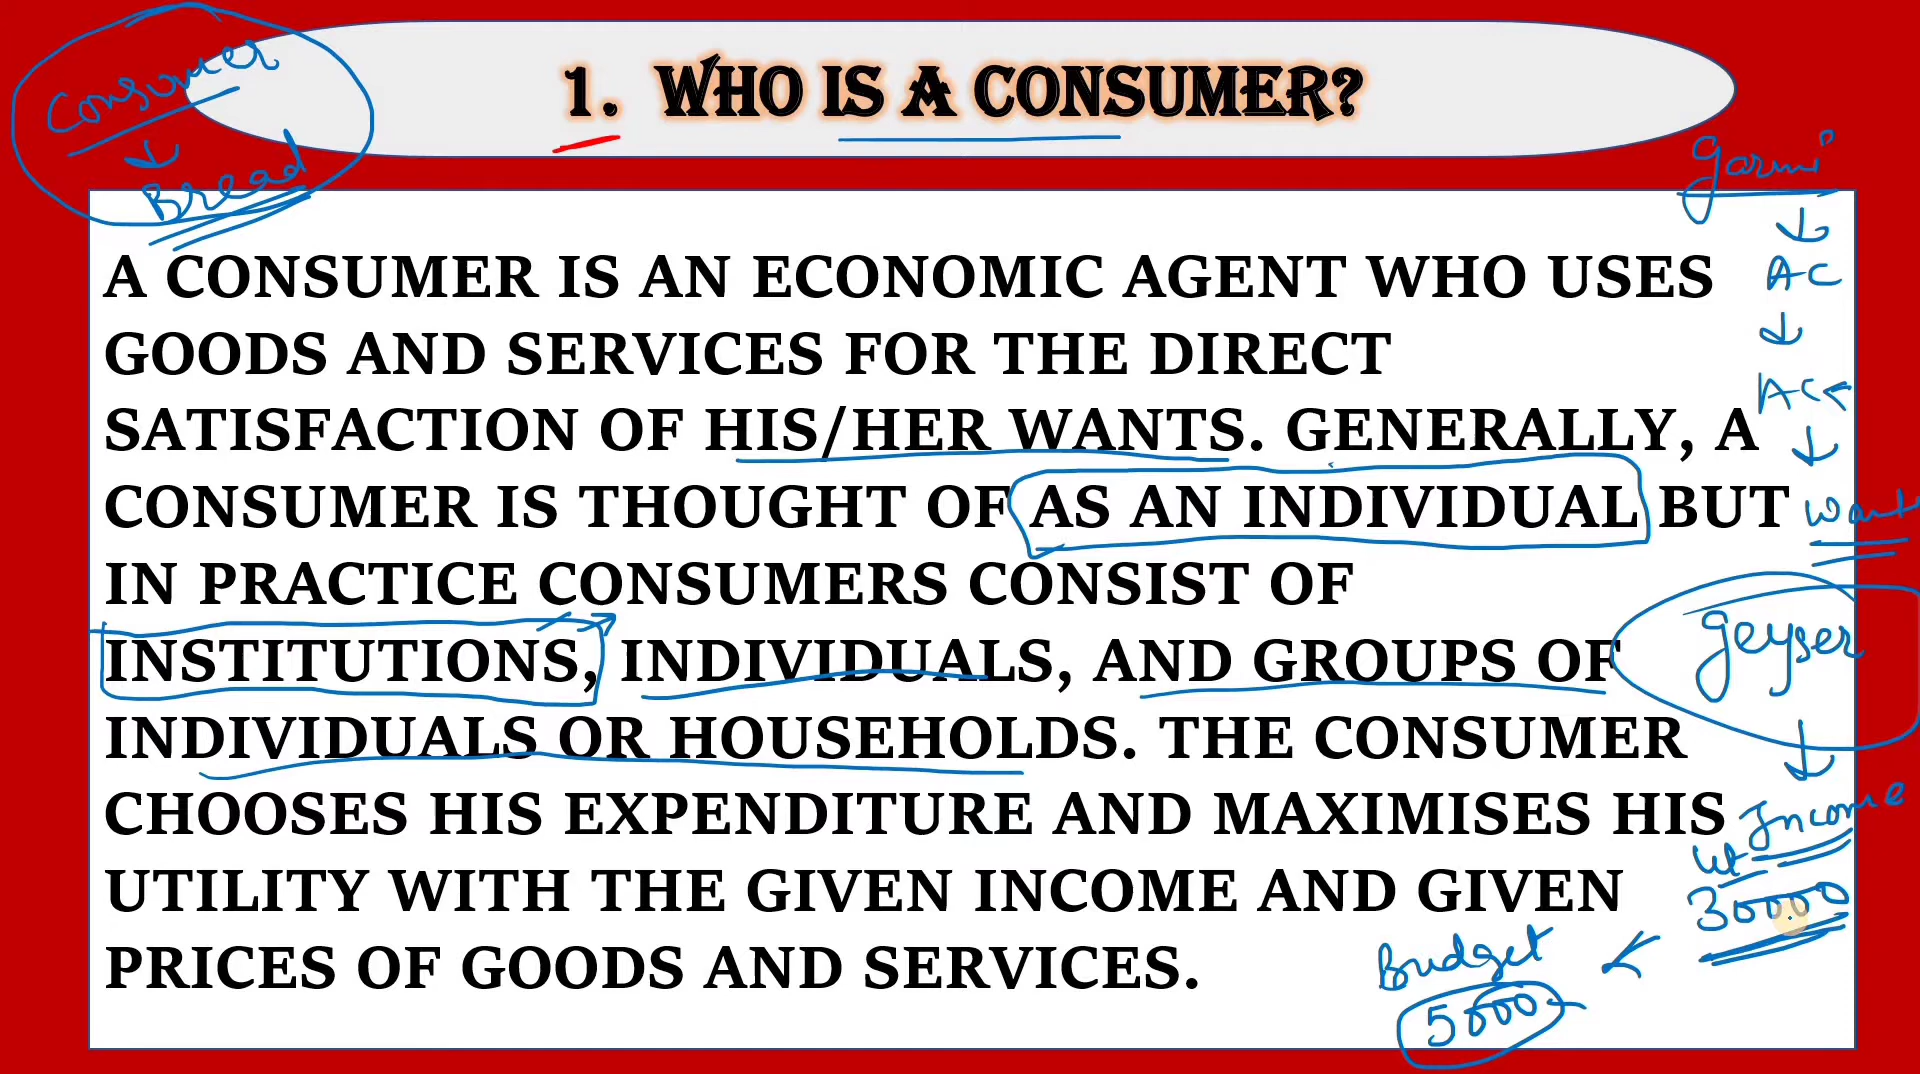 Consumer
Bread
1. WHO IS A CONSUMER?
garmi
AC
A CONSUMER IS AN ECONOMIC AGENT WHO USES
GOODS AND SERVICES FOR THE DIRECT
SATISFACTION OF HIS/HER WANTS. GENERALLY, A
CONSUMER IS THOUGHT OF AS AN INDIVIDUAL BUT
IN PRACTICE CONSUMERS CONSIST OF
INSTITUTIONS, INDIVIDUALS, AND GROUPS OF
INDIVIDUALS OR HOUSEHOLDS. THE CONSUMER
CHOOSES HIS EXPENDITURE AND MAXIMISES HIS
UTILITY WITH THE GIVEN INCOME AND GIVEN
PRICES OF GOODS AND SERVICES.
want
geyser
Income
30000
Budget
5000